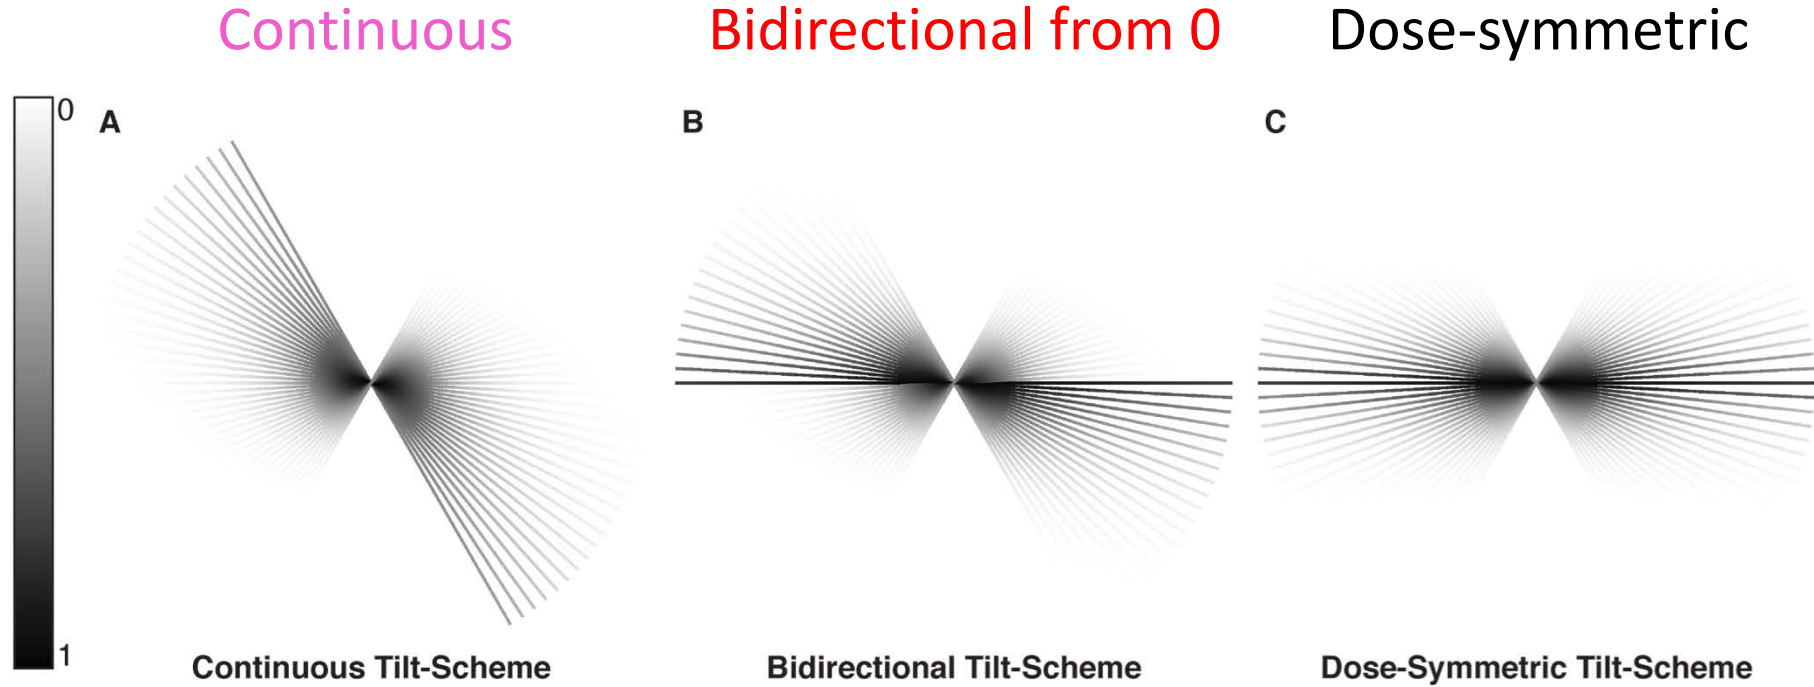 Continuous
Bidirectional from 0
Dose-symmetric
0
A
B
C
1
Continuous Tilt-Scheme
Bidirectional Tilt-Scheme
Dose-Symmetric Tilt-Scheme